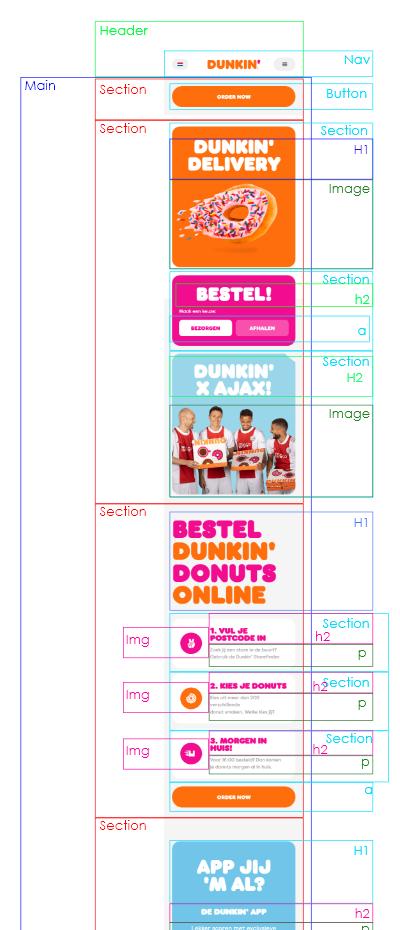 Header
DUNKIN'
Nav
Main
Section
ORDER NOW
Button
Section
Section
DUNKIN'
DELIVERY
H1
Image
Section
BESTEL!
h2
Maak een keuze:
BEZORGEN
AFHALEN
a
Section
DUNKIN'
X AJAX!
H2
Image
Section
BESTEL
DUNKIN'
DONUTS
ONLINE
H1
Section
Img
1. VUL JE
POSTCODE IN
h2
Zoek jij een store in de buurt?
Gebruik de Dunkin' Storefinder.
p
Section
Img
2. KIES JE DONUTS
h2
Kies uit meer dan 200
verschillende
donut smaken. Welke kies jij?
p
Section
Img
3. MORGEN IN
HUIS!
h2
Voor 16:00 besteld? Dan komen
je donuts morgen al in huis.
p
ORDER NOW
a
Section
APP JIJ
'M AL?
H1
DE DUNKIN' APP
h2
Lekker sparen met exclusieve
p